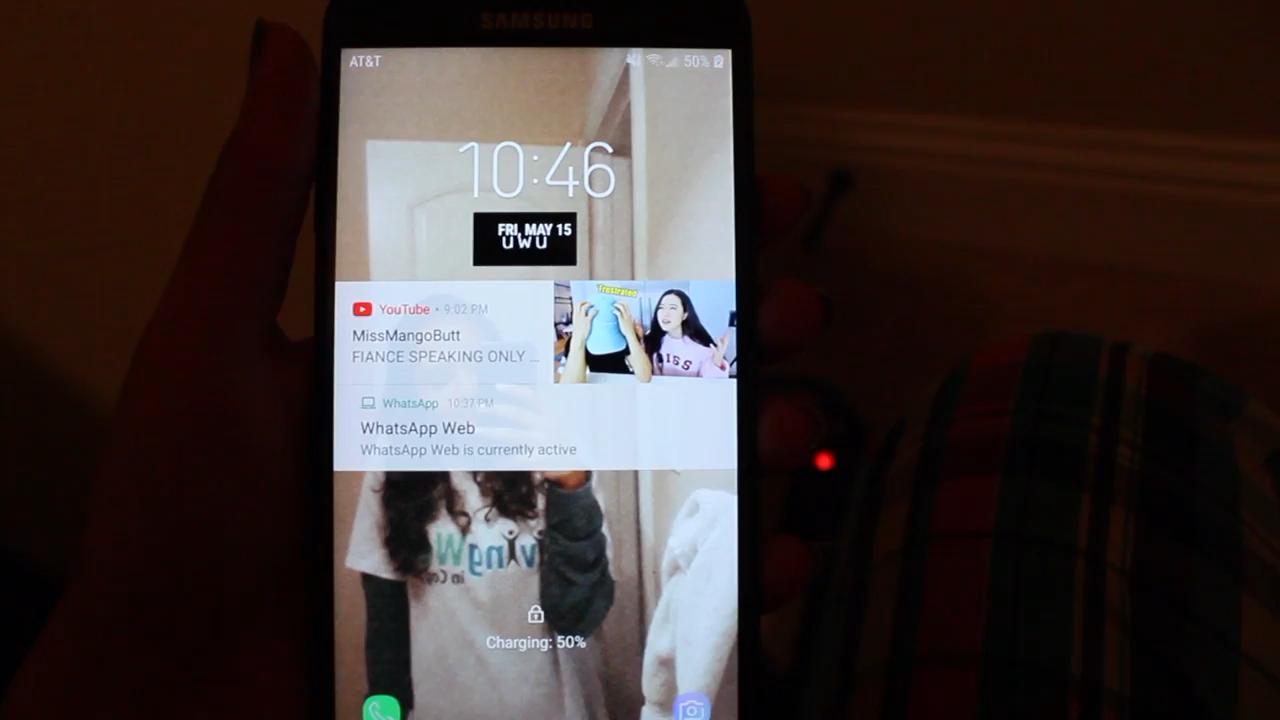 SAMSUNG
AT&T 50%
10:46
FRI, MAY 15
uwu
YouTube • 9:02 PM
MissMangoButt
FIANCE SPEAKING ONLY ...
Frustrated
WhatsApp 10:37 PM
WhatsApp Web
WhatsApp Web is currently active
Charging: 50%